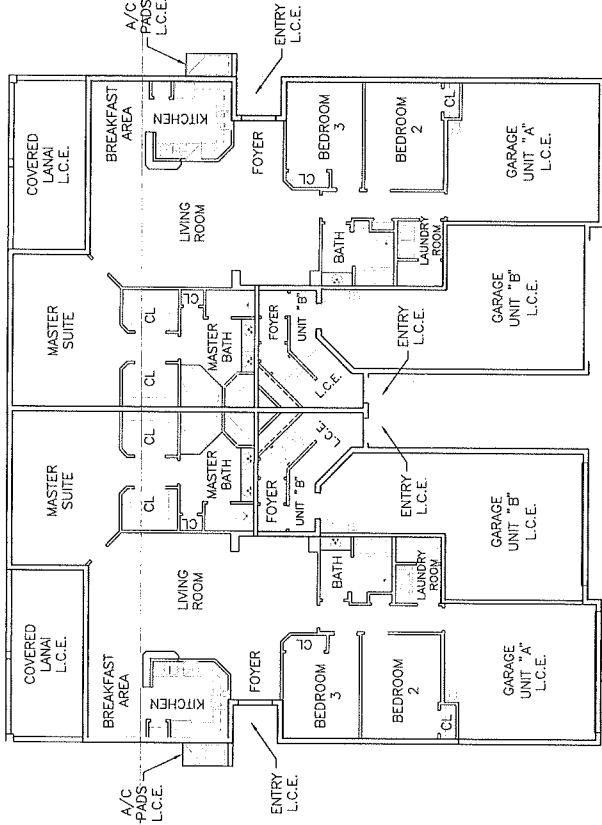 A/C
PADS
L.C.E.
ENTRY
L.C.E.
COVERED
LANAI
L.C.E.
BREAKFAST
AREA
KITCHEN
FOYER
BEDROOM
3
BEDROOM
2
CL
CL
GARAGE
UNIT "A"
L.C.E.
LIVING
ROOM
BATH
LAUNDRY
ROOM
MASTER
SUITE
CL
CL
CL
MASTER
BATH
FOYER
UNIT "B"
L.C.E.
GARAGE
UNIT "B"
L.C.E.
ENTRY
L.C.E.
MASTER
SUITE
CL
CL
CL
MASTER
BATH
FOYER
UNIT "B"
L.C.E.
ENTRY
L.C.E.
GARAGE
UNIT "B"
L.C.E.
COVERED
LANAI
L.C.E.
LIVING
ROOM
BATH
LAUNDRY
ROOM
BREAKFAST
AREA
KITCHEN
FOYER
CL
BEDROOM
3
BEDROOM
2
CL
GARAGE
UNIT "A"
L.C.E.
A/C
PADS
L.C.E.
ENTRY
L.C.E.